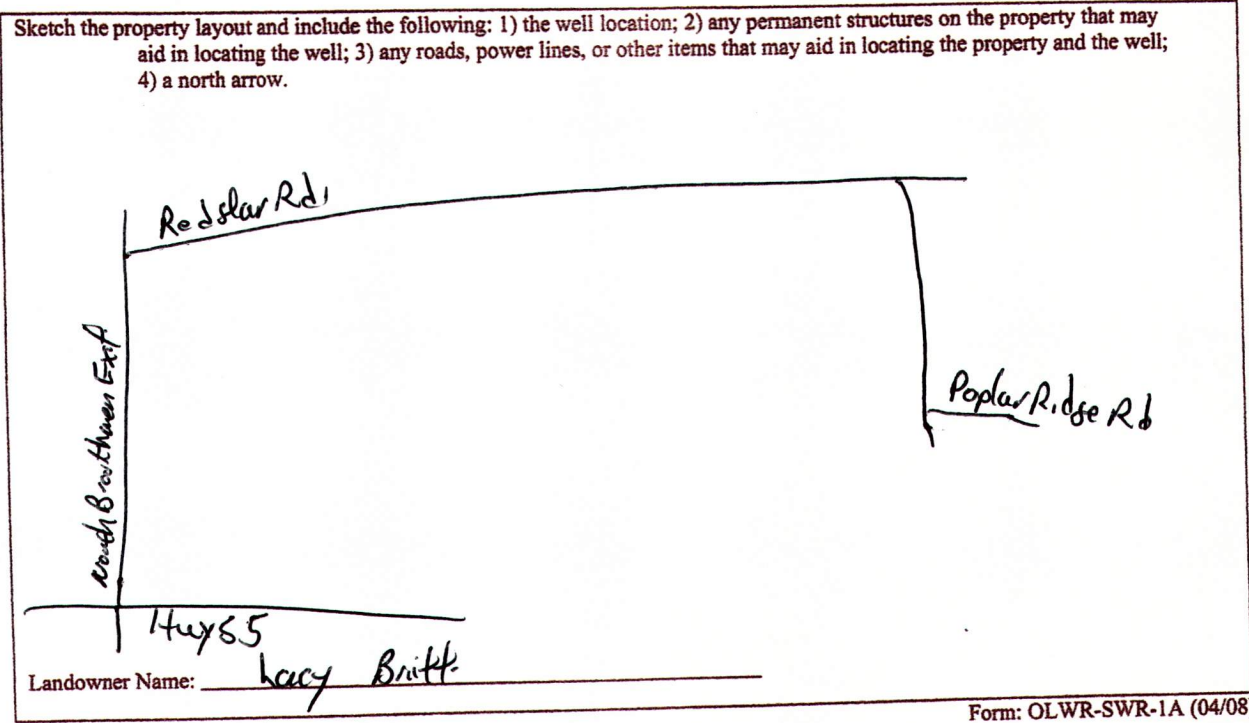 Sketch the property layout and include the following: 1) the well location; 2) any permanent structures on the property that may
aid in locating the well; 3) any roads, power lines, or other items that may aid in locating the property and the well;
4) a north arrow.
Redstar Rd.
North Brookhaven Exit
Poplar Ridge Rd
Hwy 55
Landowner Name: Lacy Britt
Form: OLWR-SWR-1A (04/08